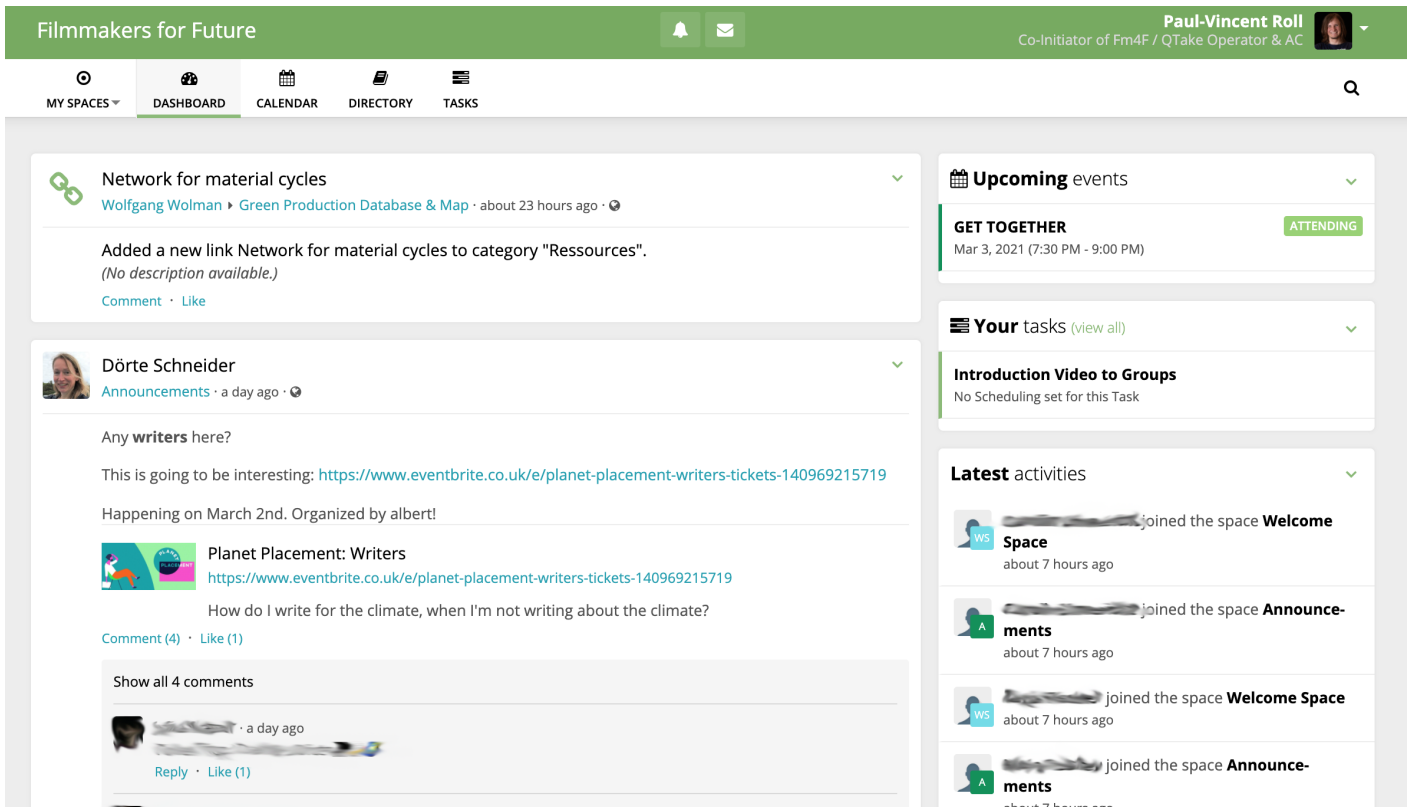 Filmmakers for Future
Paul-Vincent Roll
Co-Initiator of Fm4F / QTake Operator & AC
MY SPACES
DASHBOARD
CALENDAR
DIRECTORY
TASKS
Network for material cycles
Wolfgang Wolman ▸ Green Production Database & Map · about 23 hours ago ·
Added a new link Network for material cycles to category "Ressources".
(No description available.)
Comment · Like
Dörte Schneider
Announcements · a day ago ·
Any writers here?
This is going to be interesting: https://www.eventbrite.co.uk/e/planet-placement-writers-tickets-140969215719
Happening on March 2nd. Organized by albert!
PLANET
PLACEMENT
Planet Placement: Writers
https://www.eventbrite.co.uk/e/planet-placement-writers-tickets-140969215719
How do I write for the climate, when I'm not writing about the climate?
Comment (4) · Like (1)
Show all 4 comments
· a day ago
Reply · Like (1)
Upcoming events
GET TOGETHER
ATTENDING
Mar 3, 2021 (7:30 PM - 9:00 PM)
Your tasks (view all)
Introduction Video to Groups
No Scheduling set for this Task
Latest activities
WS
joined the space Welcome
Space
about 7 hours ago
A
joined the space Announce-
ments
about 7 hours ago
WS
joined the space Welcome Space
about 7 hours ago
A
joined the space Announce-
ments
about 7 hours ago